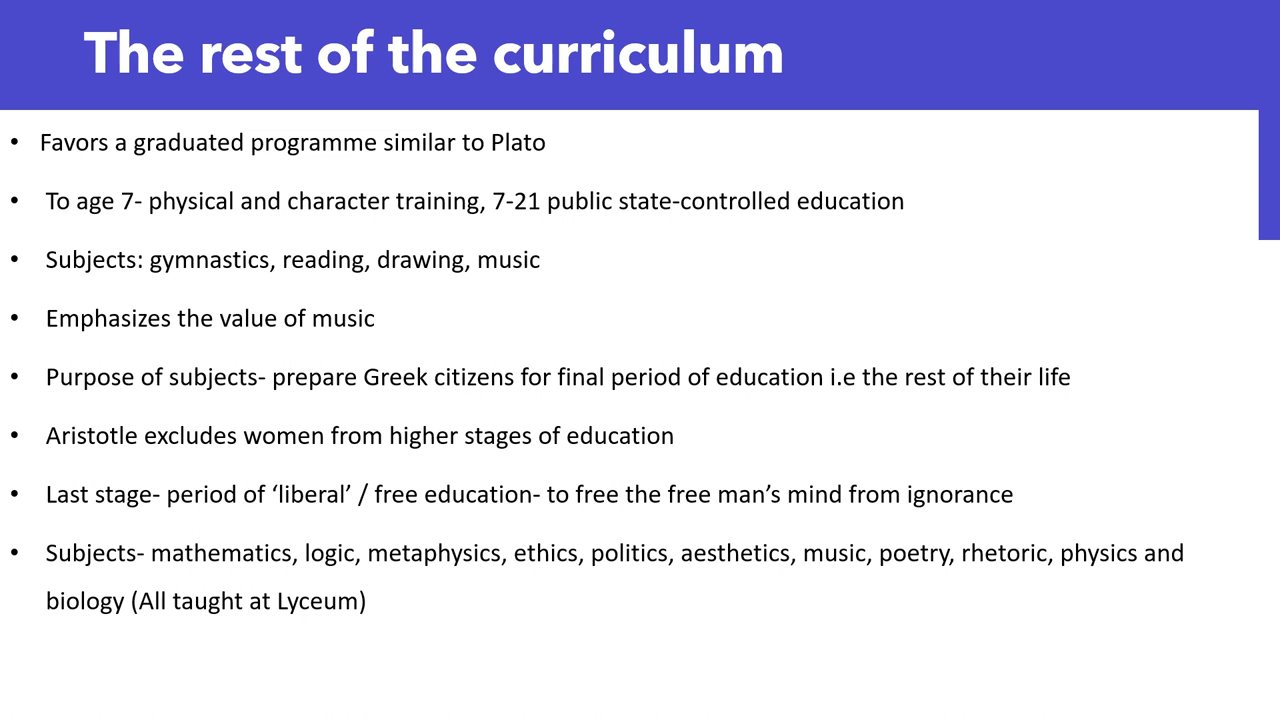 The rest of the curriculum
• Favors a graduated programme similar to Plato
• To age 7- physical and character training, 7-21 public state-controlled education
• Subjects: gymnastics, reading, drawing, music
• Emphasizes the value of music
• Purpose of subjects- prepare Greek citizens for final period of education i.e the rest of their life
• Aristotle excludes women from higher stages of education
• Last stage- period of ‘liberal’ / free education- to free the free man’s mind from ignorance
• Subjects- mathematics, logic, metaphysics, ethics, politics, aesthetics, music, poetry, rhetoric, physics and
biology (All taught at Lyceum)